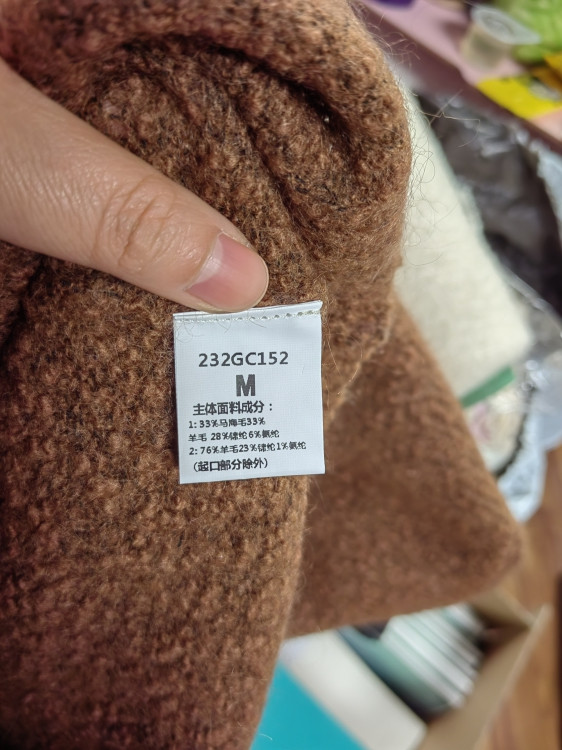 232GC152
M
主体面料成分：
1: 33%马海毛33%
羊毛 28%锦纶6%氨纶
2: 76%羊毛23%锦纶1%氨纶
(起口部分除外)